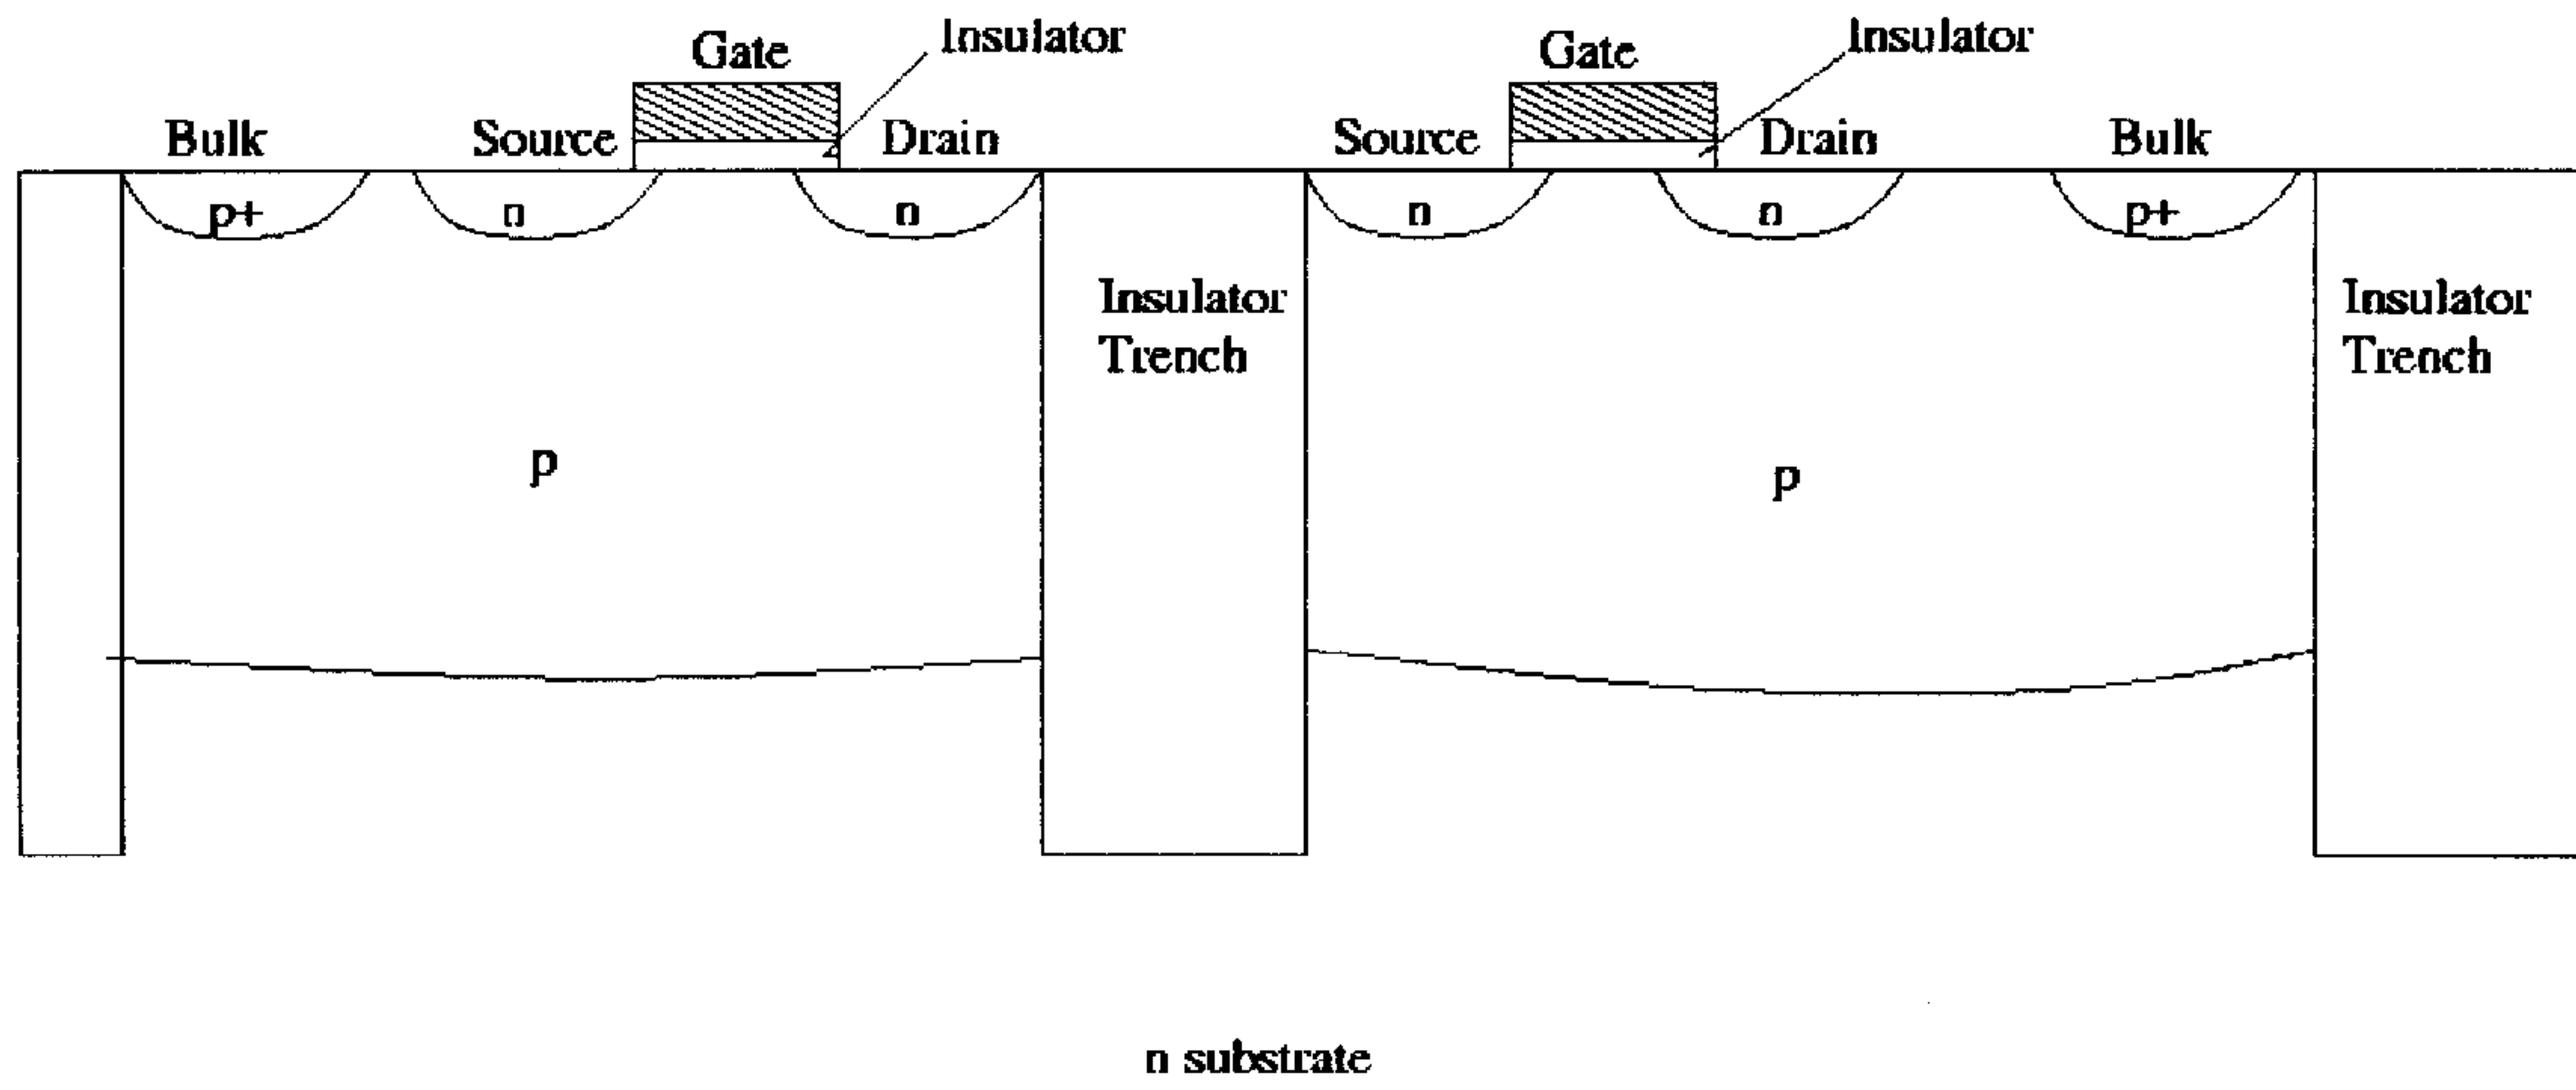 Gate
Insulator
Gate
Insulator
Bulk
Source
Drain
Source
Drain
Bulk
p+
n
n
n
n
p+
Insulator
Trench
Insulator
Trench
p
p
n substrate